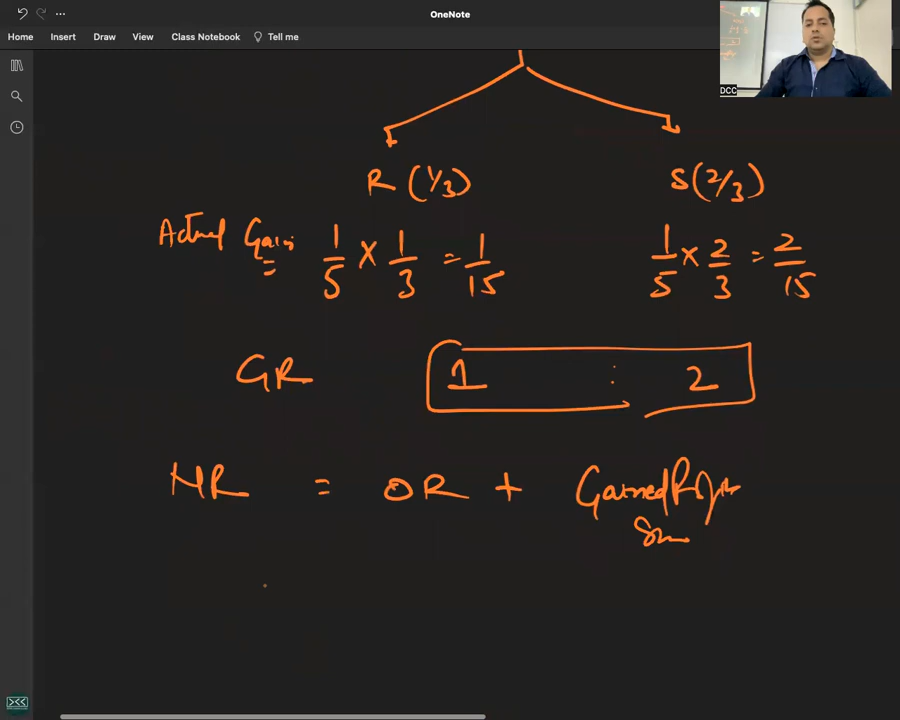 OneNote
Home Insert Draw View Class Notebook Tell me
DCC
R (1/3) S(2/3)
Actual Gain 1/5 X 1/3 = 1/15 1/5 x 2/3 = 2/15
GR 1 : 2
NR = OR + Gained